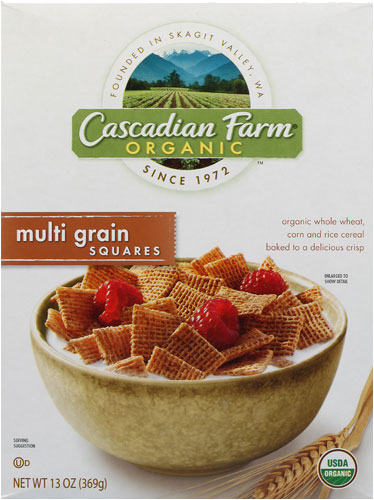 FOUNDED IN SKAGIT VALLEY, WA
Cascadian Farm®
ORGANIC
™
SINCE 1972
multi grain
SQUARES
organic whole wheat,
corn and rice cereal
baked to a delicious crisp
ENLARGED TO
SHOW DETAIL
SERVING
SUGGESTION
U D
NET WT 13 OZ (369g)
USDA
ORGANIC